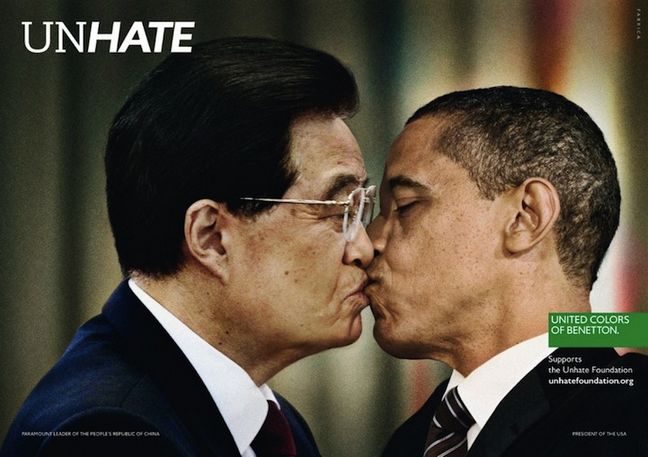 UNHATE
FABRICA
UNITED COLORS
OF BENETTON.
Supports
the Unhate Foundation
unhatefoundation.org
PARAMOUNT LEADER OF THE PEOPLE'S REPUBLIC OF CHINA
PRESIDENT OF THE USA